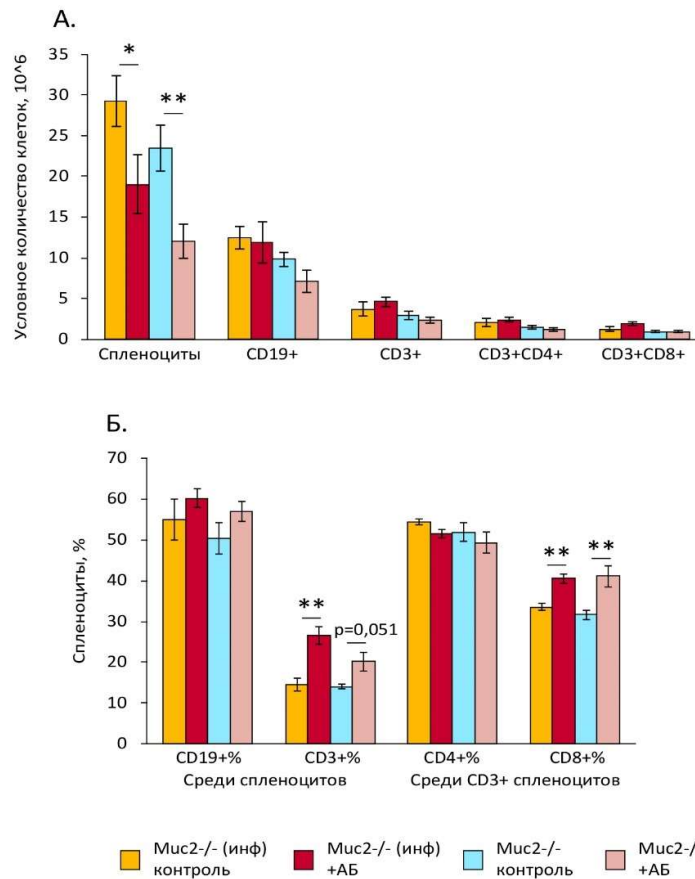 А.
Условное количество клеток, 10^6
35
30
25
20
15
10
5
0
*
**
Спленоциты CD19+ CD3+ CD3+CD4+ CD3+CD8+
Б.
Спленоциты, %
70
60
50
40
30
20
10
0
**
p=0,051
**
**
CD19+% CD3+% CD4+% CD8+%
Среди спленоцитов Среди CD3+ спленоцитов
Muc2-/- (инф) контроль
Muc2-/- (инф) +АБ
Muc2-/- контроль
Muc2-/ +АБ